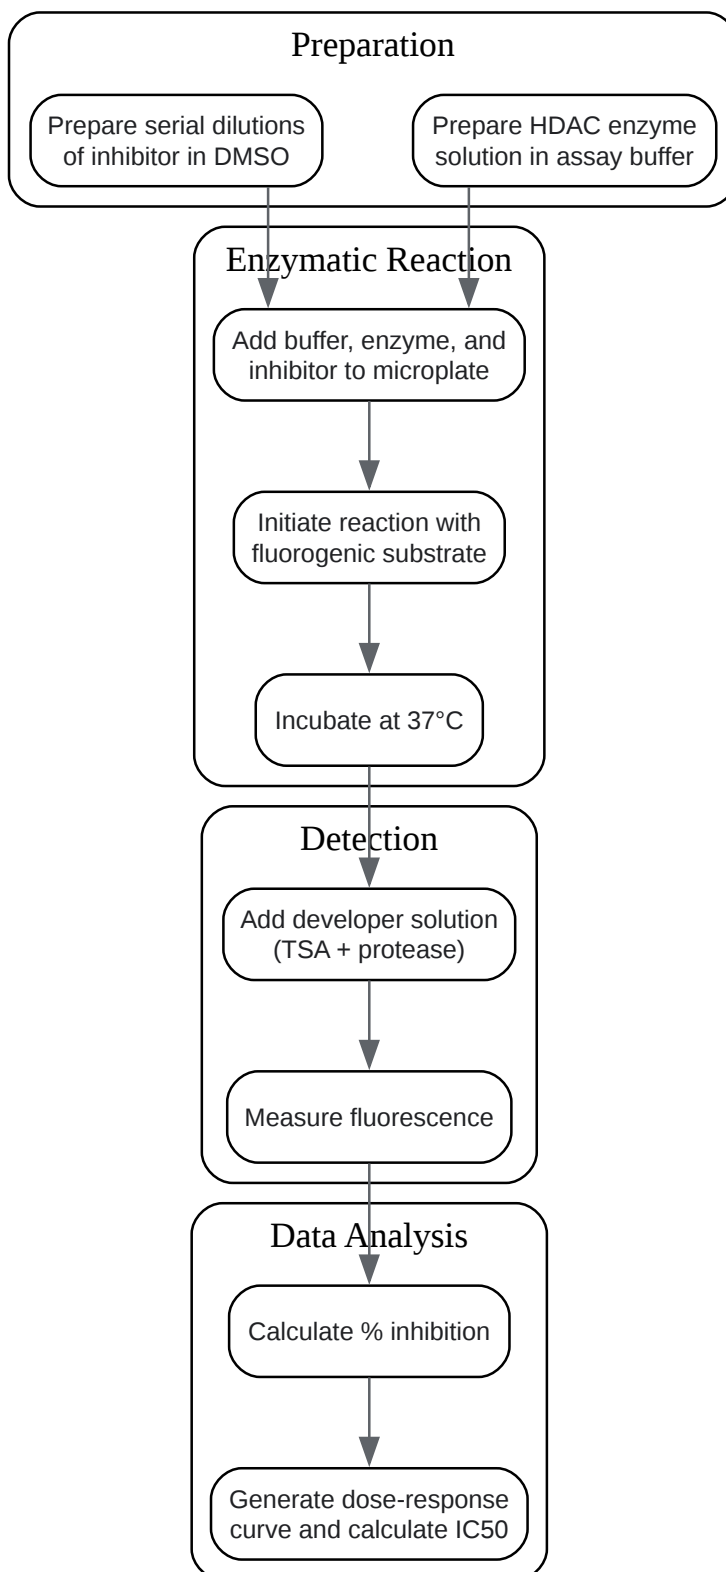 Preparation
Prepare serial dilutions
of inhibitor in DMSO
Prepare HDAC enzyme
solution in assay buffer
Enzymatic Reaction
Add buffer, enzyme, and
inhibitor to microplate
Initiate reaction with
fluorogenic substrate
Incubate at 37°C
Detection
Add developer solution
(TSA + protease)
Measure fluorescence
Data Analysis
Calculate % inhibition
Generate dose-response
curve and calculate IC50